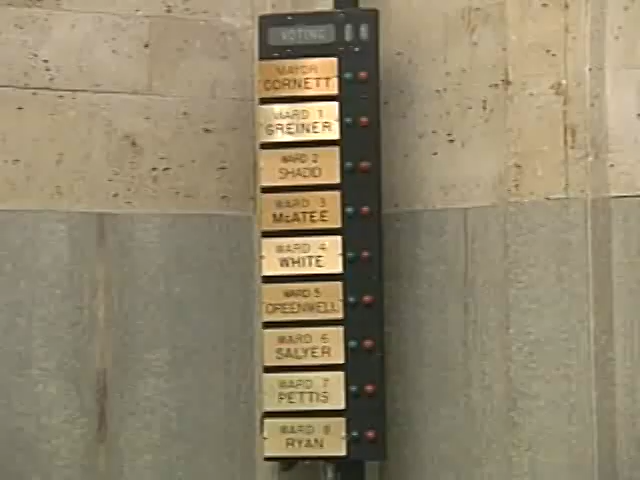 VOTING
MAYOR
CORNETT
WARD 1
GREINER
WARD 2
SHADID
WARD 3
McATEE
WARD 4
WHITE
WARD 5
GREENWELL
WARD 6
SALYER
WARD 7
PETTIS
WARD 8
RYAN